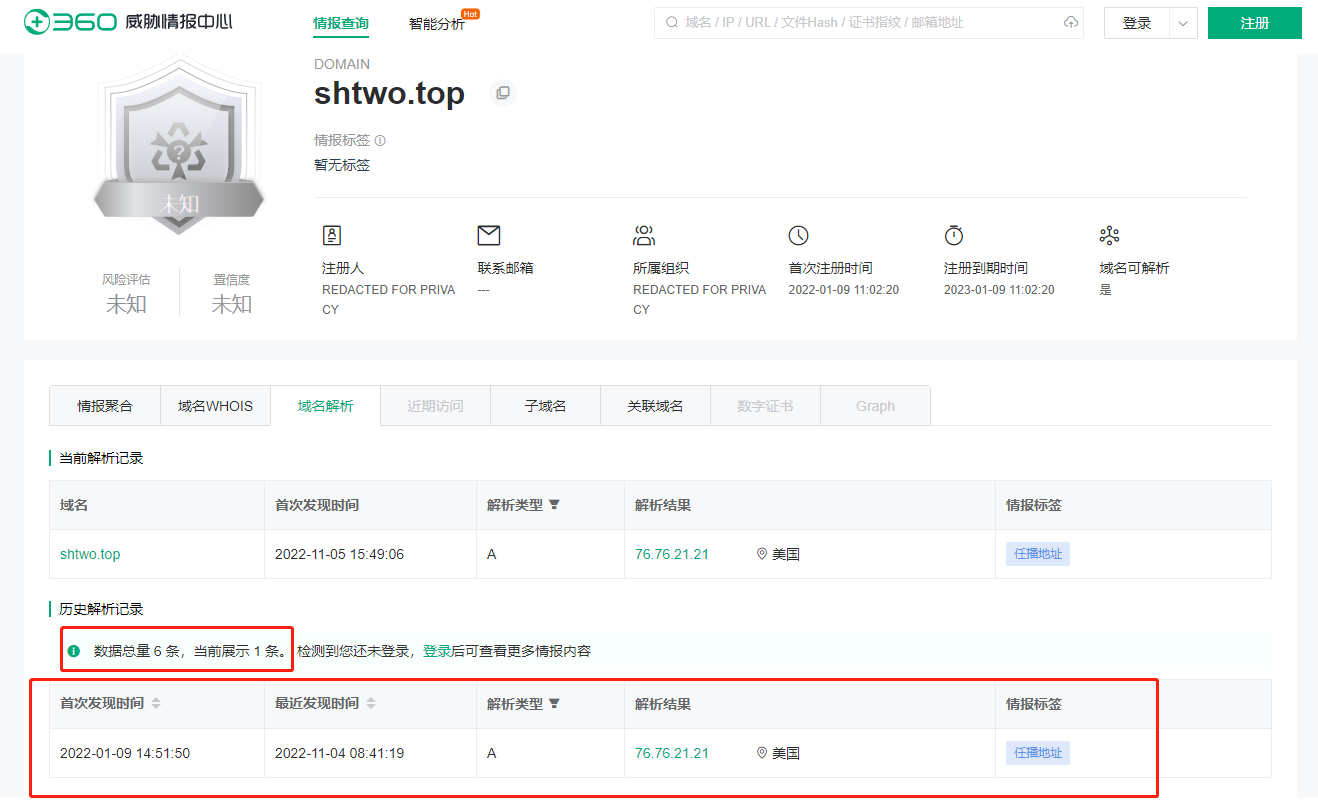 360 威胁情报中心 情报查询 智能分析 Hot 域名 / IP / URL / 文件Hash / 证书指纹 / 邮箱地址 登录 注册
DOMAIN
shtwo.top
情报标签
暂无标签
未知
风险评估 置信度
未知 未知
注册人 联系邮箱 所属组织 首次注册时间 注册到期时间 域名可解析
REDACTED FOR PRIVA --- REDACTED FOR PRIVA 2022-01-09 11:02:20 2023-01-09 11:02:20 是
CY CY
情报聚合 域名WHOIS 域名解析 近期访问 子域名 关联域名 数字证书 Graph
当前解析记录
域名 首次发现时间 解析类型 解析结果 情报标签
shtwo.top 2022-11-05 15:49:06 A 76.76.21.21 美国 任播地址
历史解析记录
数据总量 6 条，当前展示 1 条。 检测到您还未登录，登录后可查看更多情报内容
首次发现时间 最近发现时间 解析类型 解析结果 情报标签
2022-01-09 14:51:50 2022-11-04 08:41:19 A 76.76.21.21 美国 任播地址